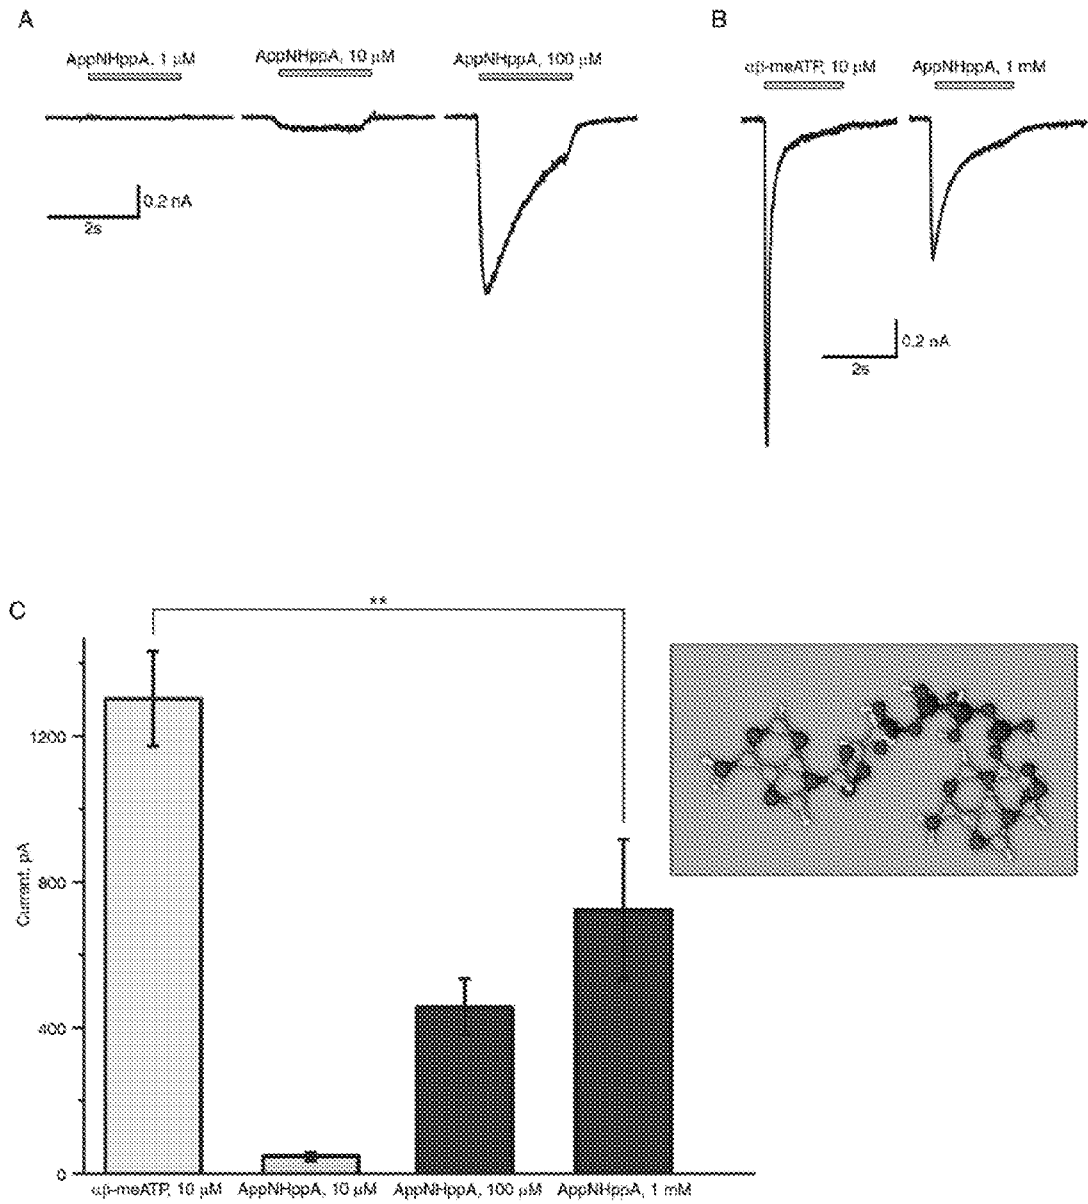 A
B
AppNHppA, 1 µM
AppNHppA, 10 µM
AppNHppA, 100 µM
αβ-meATP, 10 µM
AppNHppA, 1 mM
0.2 nA
2s
0.2 nA
2s
C
**
1200
800
400
0
Current, pA
αβ-meATP, 10 µM
AppNHppA, 10 µM
AppNHppA, 100 µM
AppNHppA, 1 mM